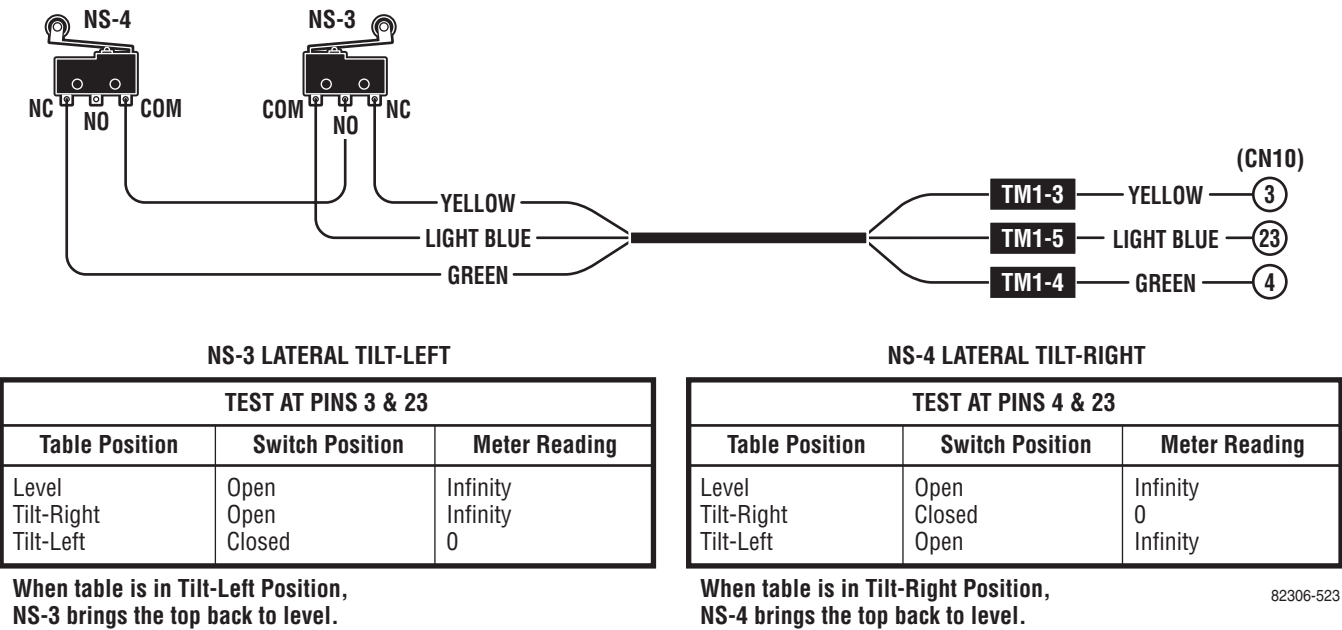 NS-4 NS-3
NC NO COM COM NO NC
(CN10)
YELLOW TM1-3 YELLOW 3
LIGHT BLUE TM1-5 LIGHT BLUE 23
GREEN TM1-4 GREEN 4
NS-3 LATERAL TILT-LEFT
TEST AT PINS 3 & 23
Table Position Switch Position Meter Reading
Level Open Infinity
Tilt-Right Open Infinity
Tilt-Left Closed 0
When table is in Tilt-Left Position,
NS-3 brings the top back to level.
NS-4 LATERAL TILT-RIGHT
TEST AT PINS 4 & 23
Table Position Switch Position Meter Reading
Level Open Infinity
Tilt-Right Closed 0
Tilt-Left Open Infinity
When table is in Tilt-Right Position,
NS-4 brings the top back to level.
82306-523